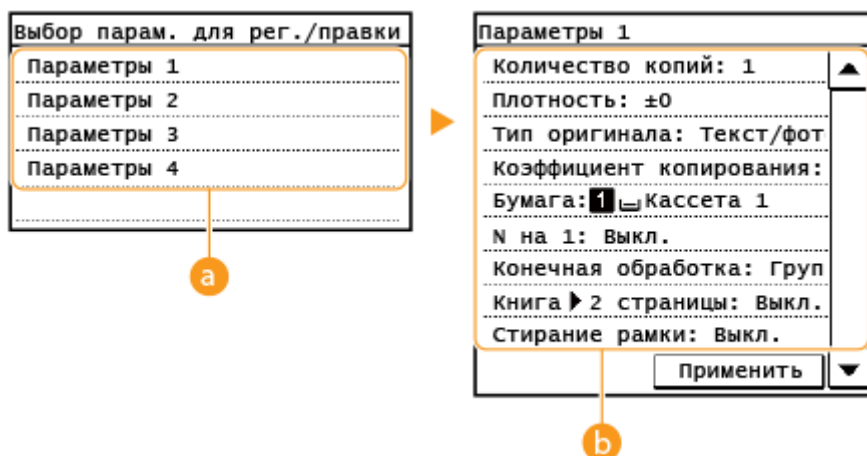 Выбор парам. для рег./правки
Параметры 1
Параметры 2
Параметры 3
Параметры 4
a
Параметры 1
Количество копий: 1
Плотность: ±0
Тип оригинала: Текст/фот
Коэффициент копирования:
Бумага: 1 Кассета 1
N на 1: Выкл.
Конечная обработка: Груп
Книга ▶ 2 страницы: Выкл.
Стирание рамки: Выкл.
Применить
b